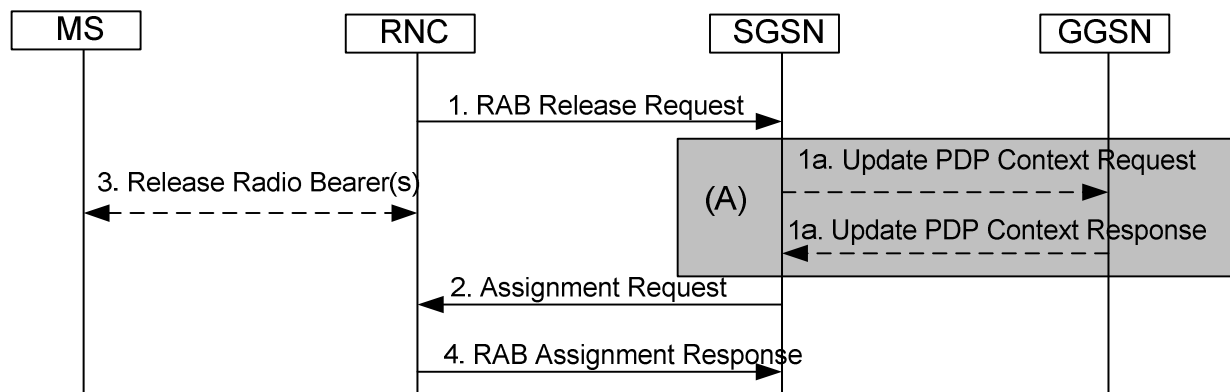 MS
RNC
SGSN
GGSN
1. RAB Release Request
1a. Update PDP Context Request
3. Release Radio Bearer(s)
(A)
1a. Update PDP Context Response
2. Assignment Request
4. RAB Assignment Response